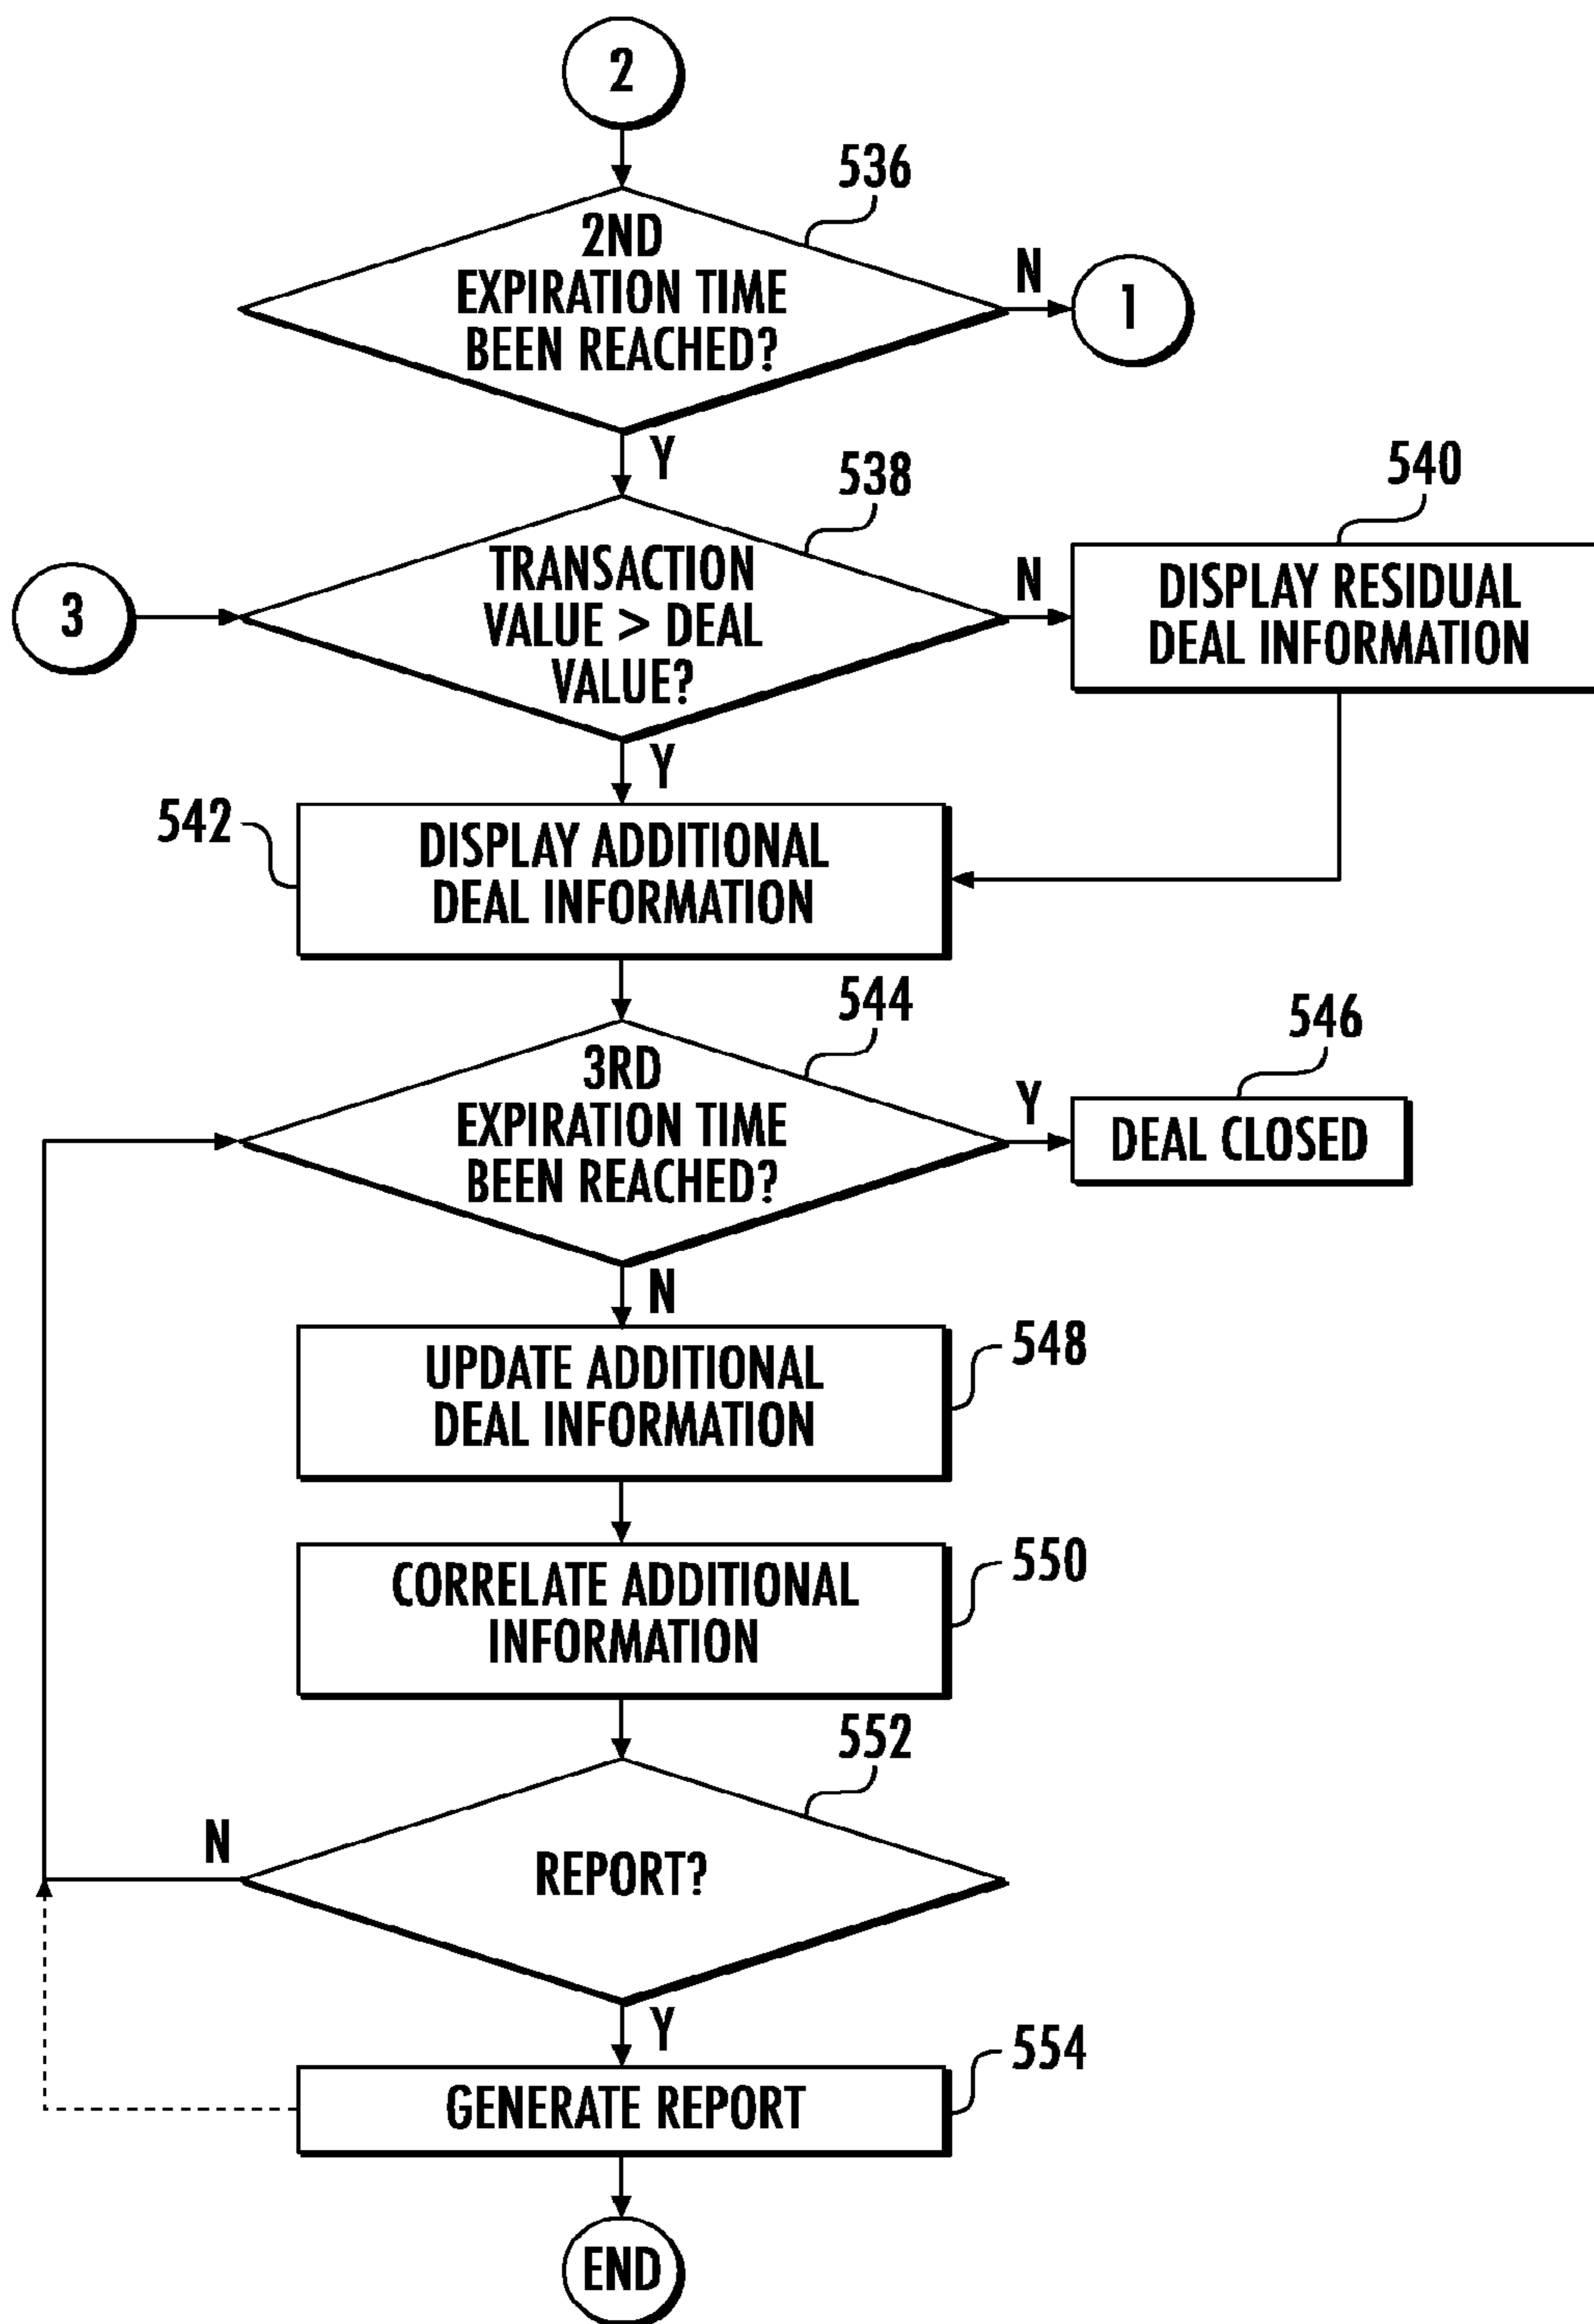 2
536
2ND
EXPIRATION TIME
BEEN REACHED?
N
1
Y
538
540
3
TRANSACTION
VALUE > DEAL
VALUE?
N
DISPLAY RESIDUAL
DEAL INFORMATION
Y
542
DISPLAY ADDITIONAL
DEAL INFORMATION
544
546
3RD
EXPIRATION TIME
BEEN REACHED?
Y
DEAL CLOSED
N
548
UPDATE ADDITIONAL
DEAL INFORMATION
550
CORRELATE ADDITIONAL
INFORMATION
552
N
REPORT?
Y
554
GENERATE REPORT
END